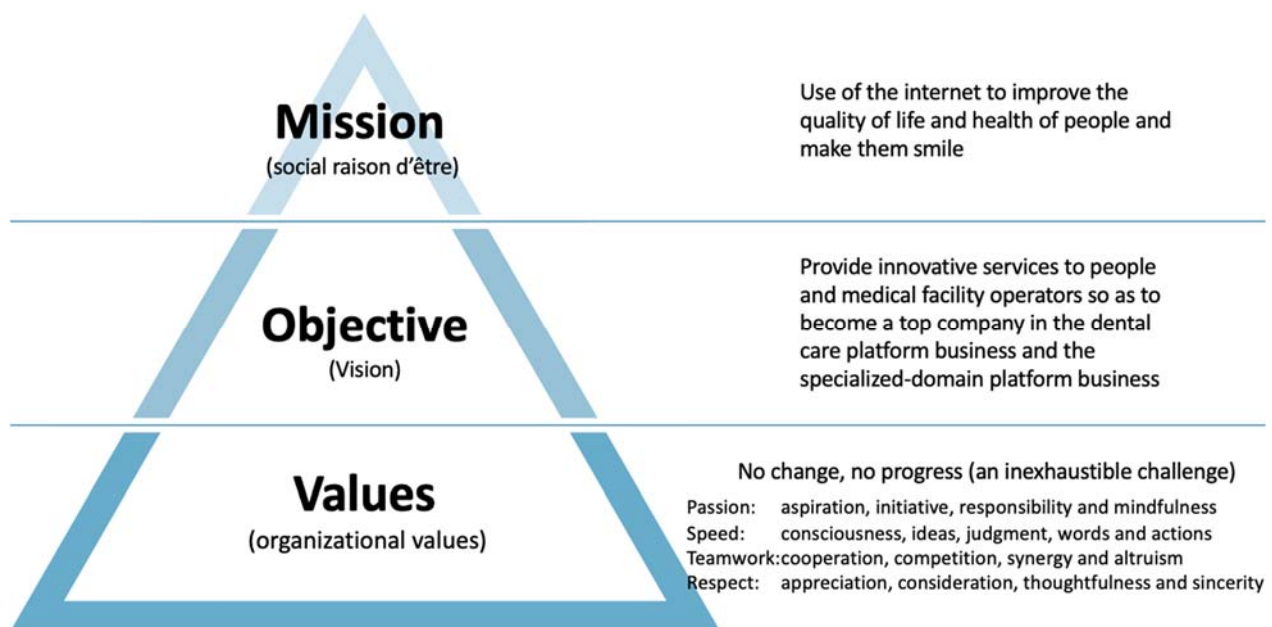 Mission
(social raison d’être)
Use of the internet to improve the
quality of life and health of people and
make them smile
Objective
(Vision)
Provide innovative services to people
and medical facility operators so as to
become a top company in the dental
care platform business and the
specialized-domain platform business
Values
(organizational values)
No change, no progress (an inexhaustible challenge)
Passion: aspiration, initiative, responsibility and mindfulness
Speed: consciousness, ideas, judgment, words and actions
Teamwork: cooperation, competition, synergy and altruism
Respect: appreciation, consideration, thoughtfulness and sincerity